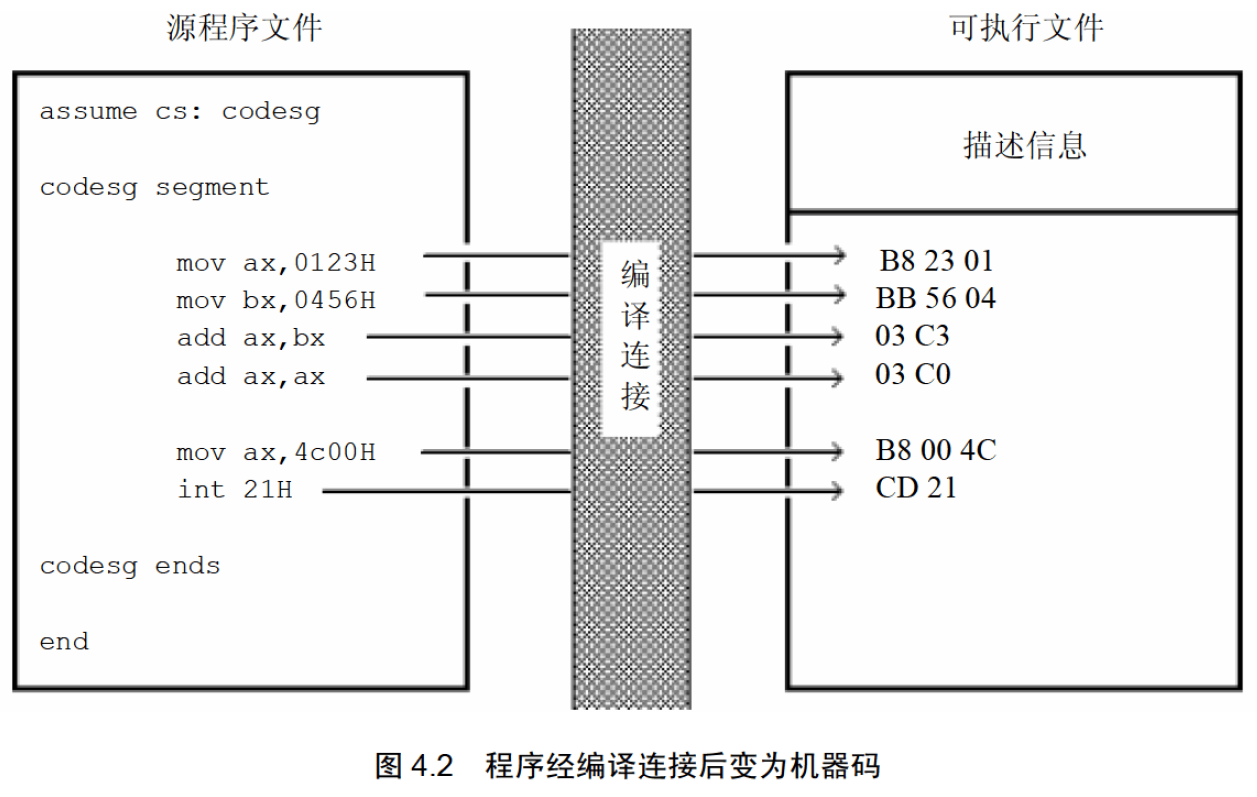 源程序文件
可执行文件
assume cs: codesg
codesg segment
mov ax,0123H
mov bx,0456H
add ax,bx
add ax,ax
mov ax,4c00H
int 21H
codesg ends
end
编
译
连
接
描述信息
B8 23 01
BB 56 04
03 C3
03 C0
B8 00 4C
CD 21
图 4.2 程序经编译连接后变为机器码